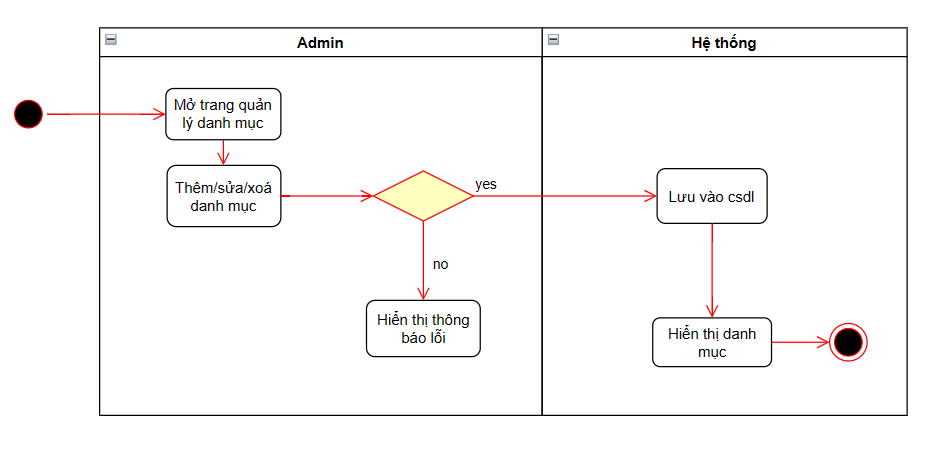 Admin
Hệ thống
Mở trang quản
lý danh mục
Thêm/sửa/xoá
danh mục
yes
Lưu vào csdl
no
Hiển thị thông
báo lỗi
Hiển thị danh
mục